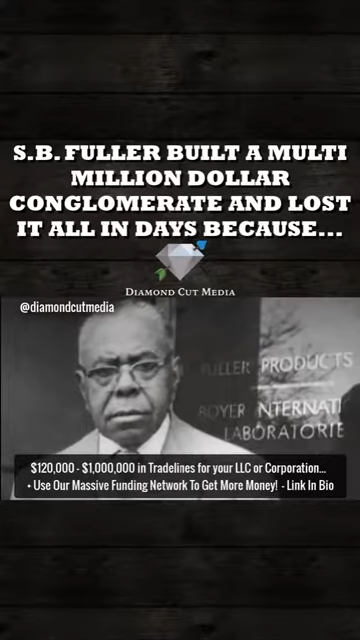 S.B. FULLER BUILT A MULTI
MILLION DOLLAR
CONGLOMERATE AND LOST
IT ALL IN DAYS BECAUSE...
DIAMOND CUT MEDIA
@diamondcutmedia
FULLER PRODUCTS
BOYER INTERNATI
LABORATORIE
$120,000 - $1,000,000 in Tradelines for your LLC or Corporation...
+ Use Our Massive Funding Network To Get More Money! - Link In Bio